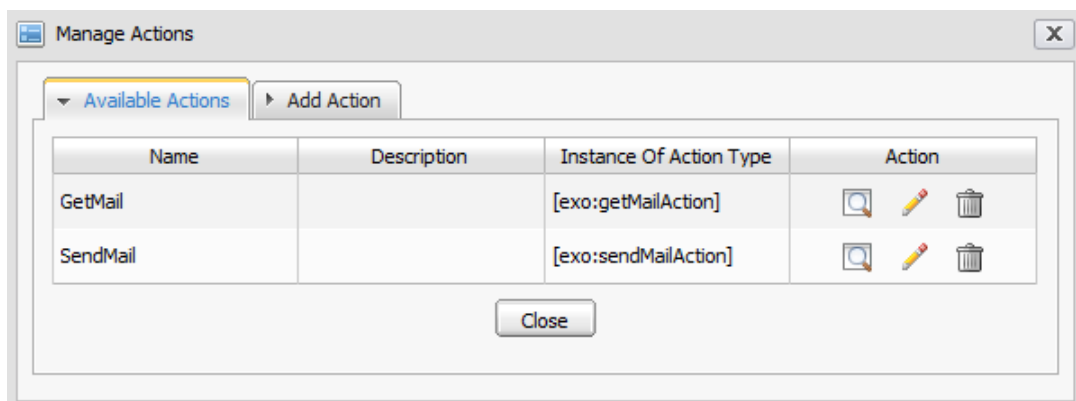 Manage Actions
Available Actions Add Action
Name Description Instance Of Action Type Action
GetMail [exo:getMailAction]
SendMail [exo:sendMailAction]
Close